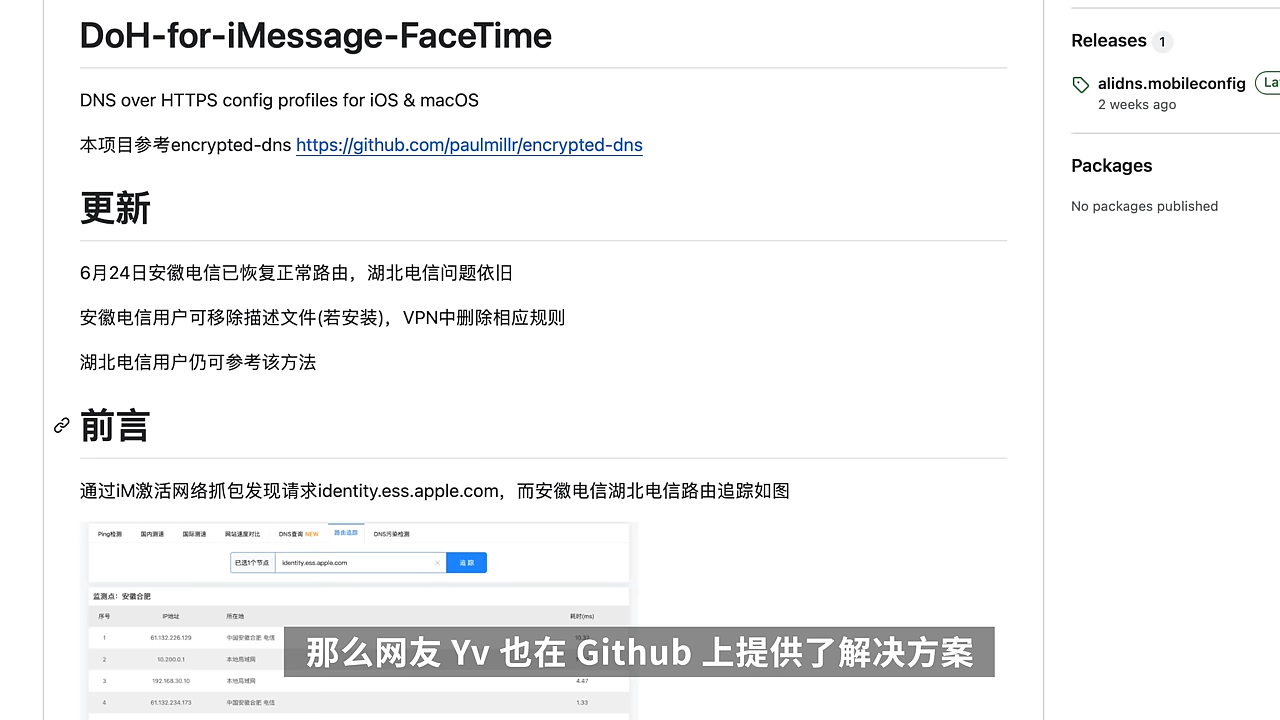 DoH-for-iMessage-FaceTime
DNS over HTTPS config profiles for iOS & macOS
本项目参考encrypted-dns https://github.com/paulmillr/encrypted-dns
更新
6月24日安徽电信已恢复正常路由，湖北电信问题依旧
安徽电信用户可移除描述文件(若安装)，VPN中删除相应规则
湖北电信用户仍可参考该方法
前言
通过iM激活网络抓包发现请求identity.ess.apple.com，而安徽电信湖北电信路由追踪如图
Ping检测 国内测速 国际测速 网站速度对比 DNS查询 NEW 路由追踪 DNS污染检测
已选1个节点 identity.ess.apple.com × 追 踪
监测点：安徽合肥
序号 IP地址 所在地 耗时(ms)
1 61.132.226.129 中国安徽合肥 电信
2 10.200.0.1 本地局域网
3 192.168.30.10 本地局域网 4.47
4 61.132.234.173 中国安徽合肥 电信 1.33
那么网友 Yv 也在 Github 上提供了解决方案
Releases 1
alidns.mobileconfig
2 weeks ago
Packages
No packages published